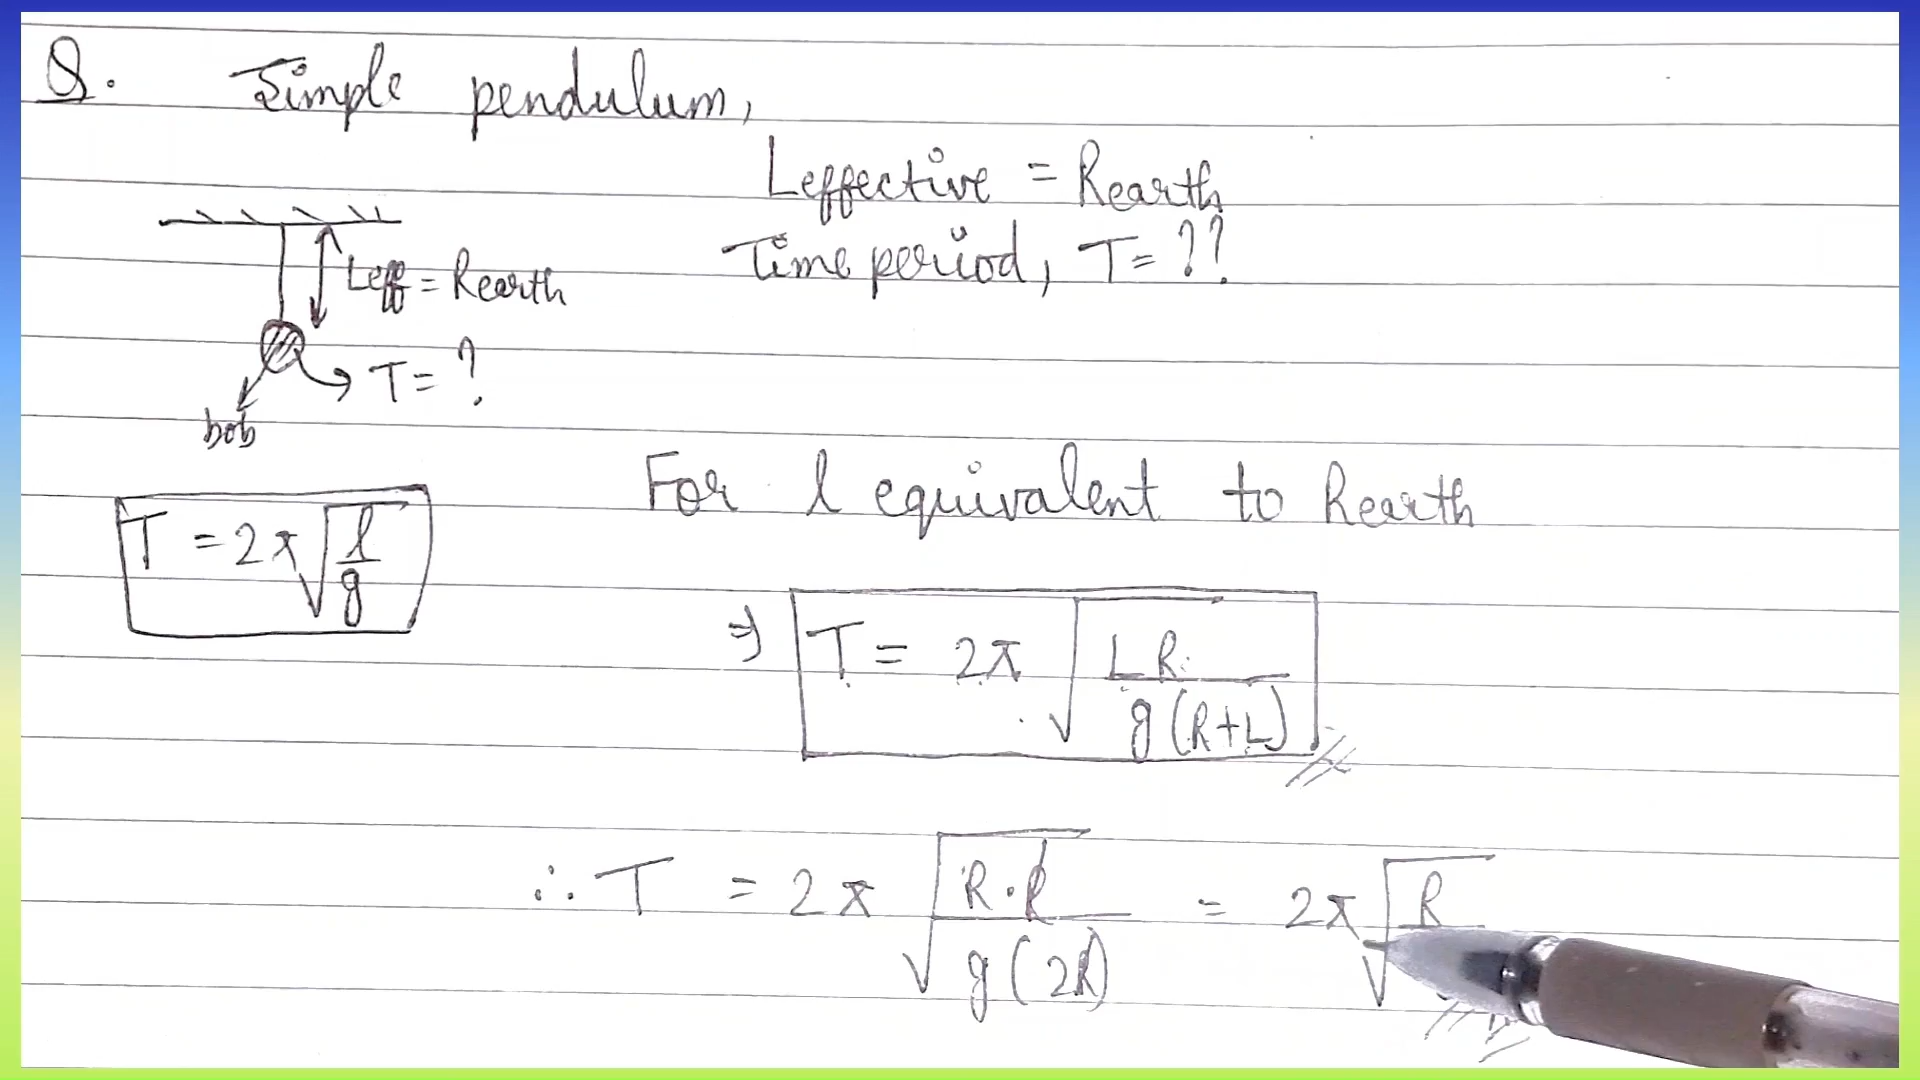 Q. Simple pendulum,
Leffective = Rearth
Time period, T = ??
Leff = Rearth
T = ?
bob
For l equivalent to Rearth
T = 2π √ l / g
⇒ T = 2π √ LR / g(R+L)
∴ T = 2π √ R·R / g(2R) = 2π √ R